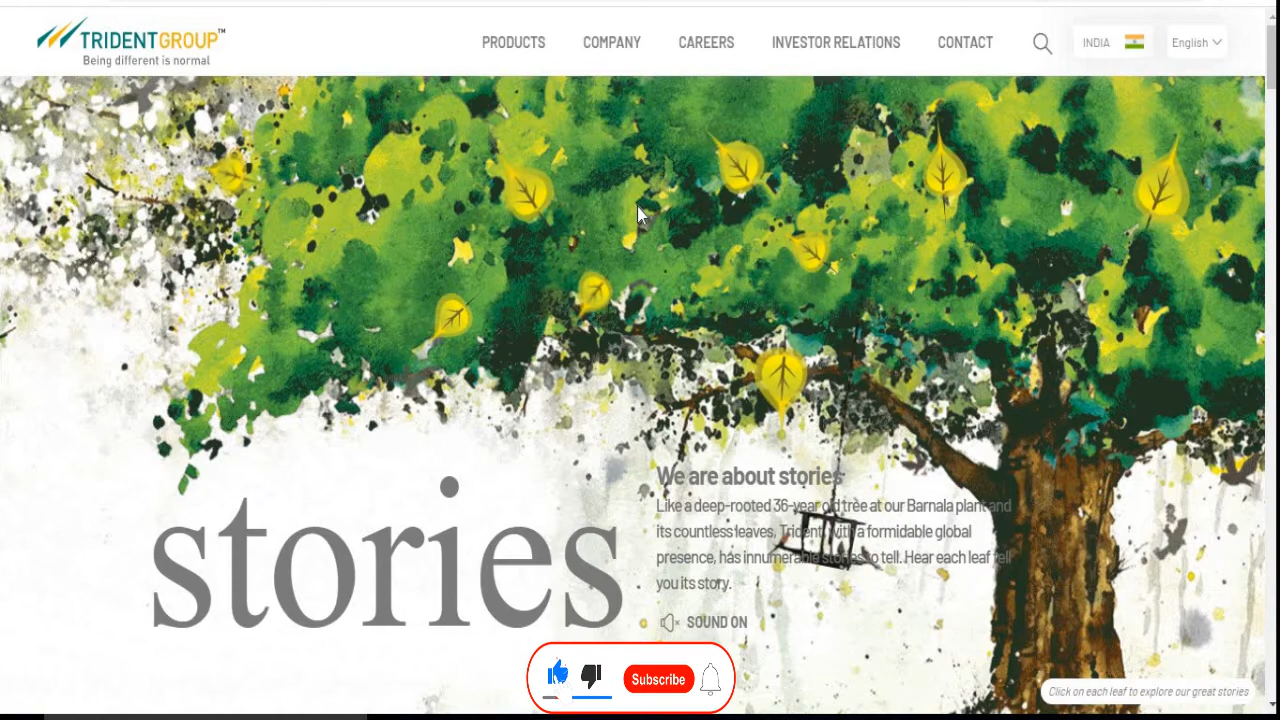 TRIDENTGROUP™
Being different is normal
PRODUCTS COMPANY CAREERS INVESTOR RELATIONS CONTACT INDIA English
stories
We are about stories
Like a deep-rooted 36-year old tree at our Barnala plant and
its countless leaves, Trident, with a formidable global
presence, has innumerable stories to tell. Hear each leaf tell
you its story.
SOUND ON
Subscribe
Click on each leaf to explore our great stories